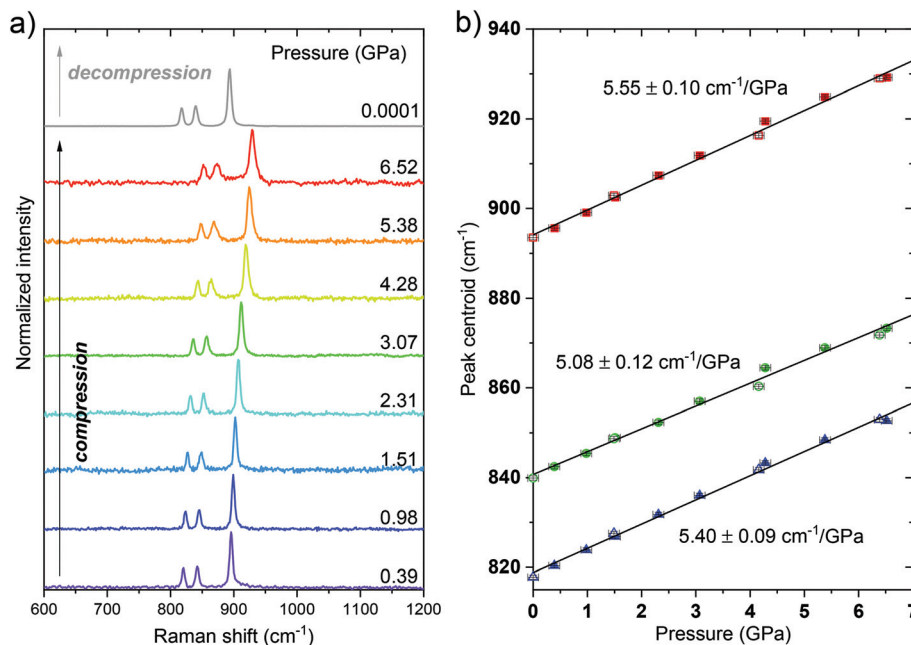 a)
Pressure (GPa)
decompression
0.0001
6.52
5.38
4.28
3.07
2.31
1.51
0.98
0.39
compression
Normalized intensity
600 700 800 900 1000 1100 1200
Raman shift (cm⁻¹)
b)
940
920
900
880
860
840
820
Peak centroid (cm⁻¹)
5.55 ± 0.10 cm⁻¹/GPa
5.08 ± 0.12 cm⁻¹/GPa
5.40 ± 0.09 cm⁻¹/GPa
0 1 2 3 4 5 6 7
Pressure (GPa)